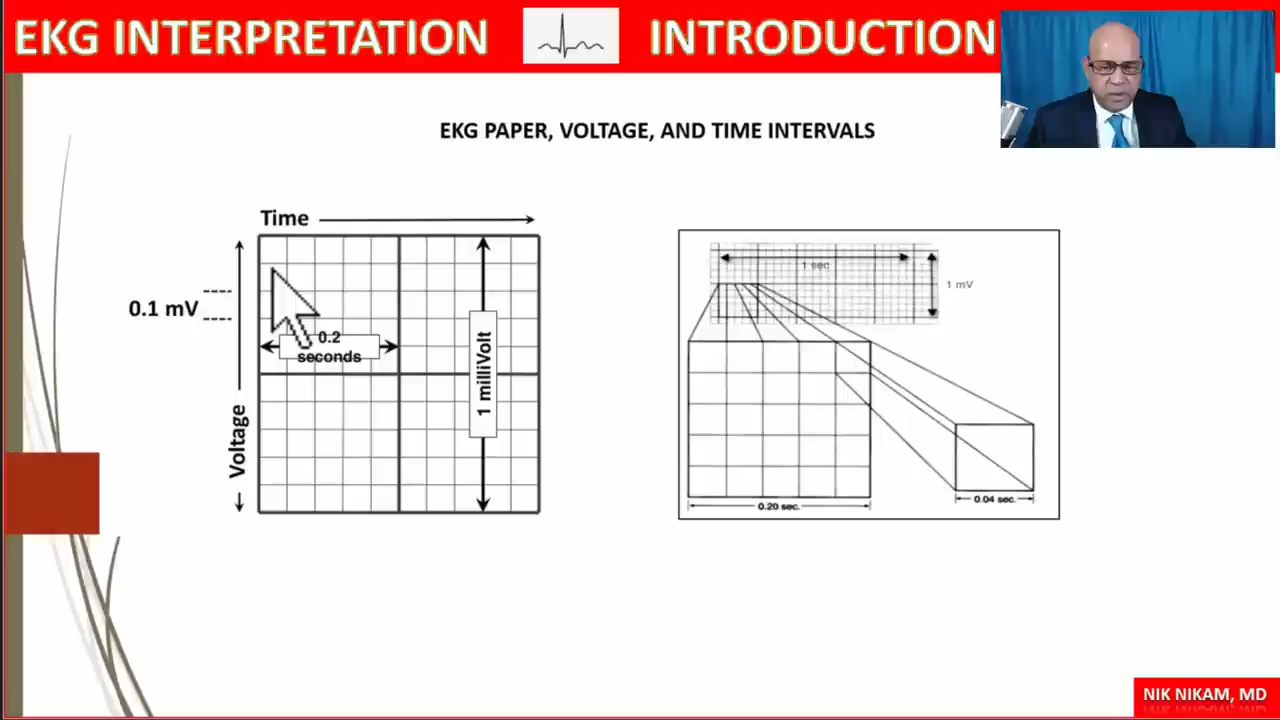 EKG INTERPRETATION INTRODUCTION
EKG PAPER, VOLTAGE, AND TIME INTERVALS
Time
0.1 mV
0.2
seconds
1 milliVolt
Voltage
1 sec
1 mV
0.20 sec.
0.04 sec.
NIK NIKAM, MD